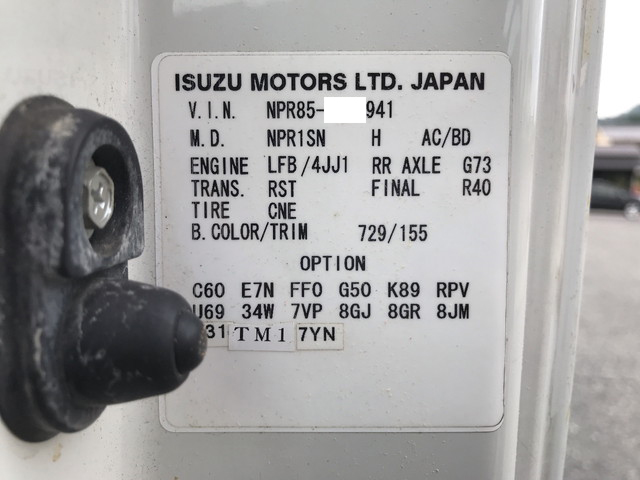 ISUZU MOTORS LTD. JAPAN
V.I.N. NPR85- 941
M.D. NPR1SN H AC/BD
ENGINE LFB/4JJ1 RR AXLE G73
TRANS. RST FINAL R40
TIRE CNE
B.COLOR/TRIM 729/155
OPTION
C60 E7N FF0 G50 K89 RPV
U69 34W 7VP 8GJ 8GR 8JM
31 TM1 7YN